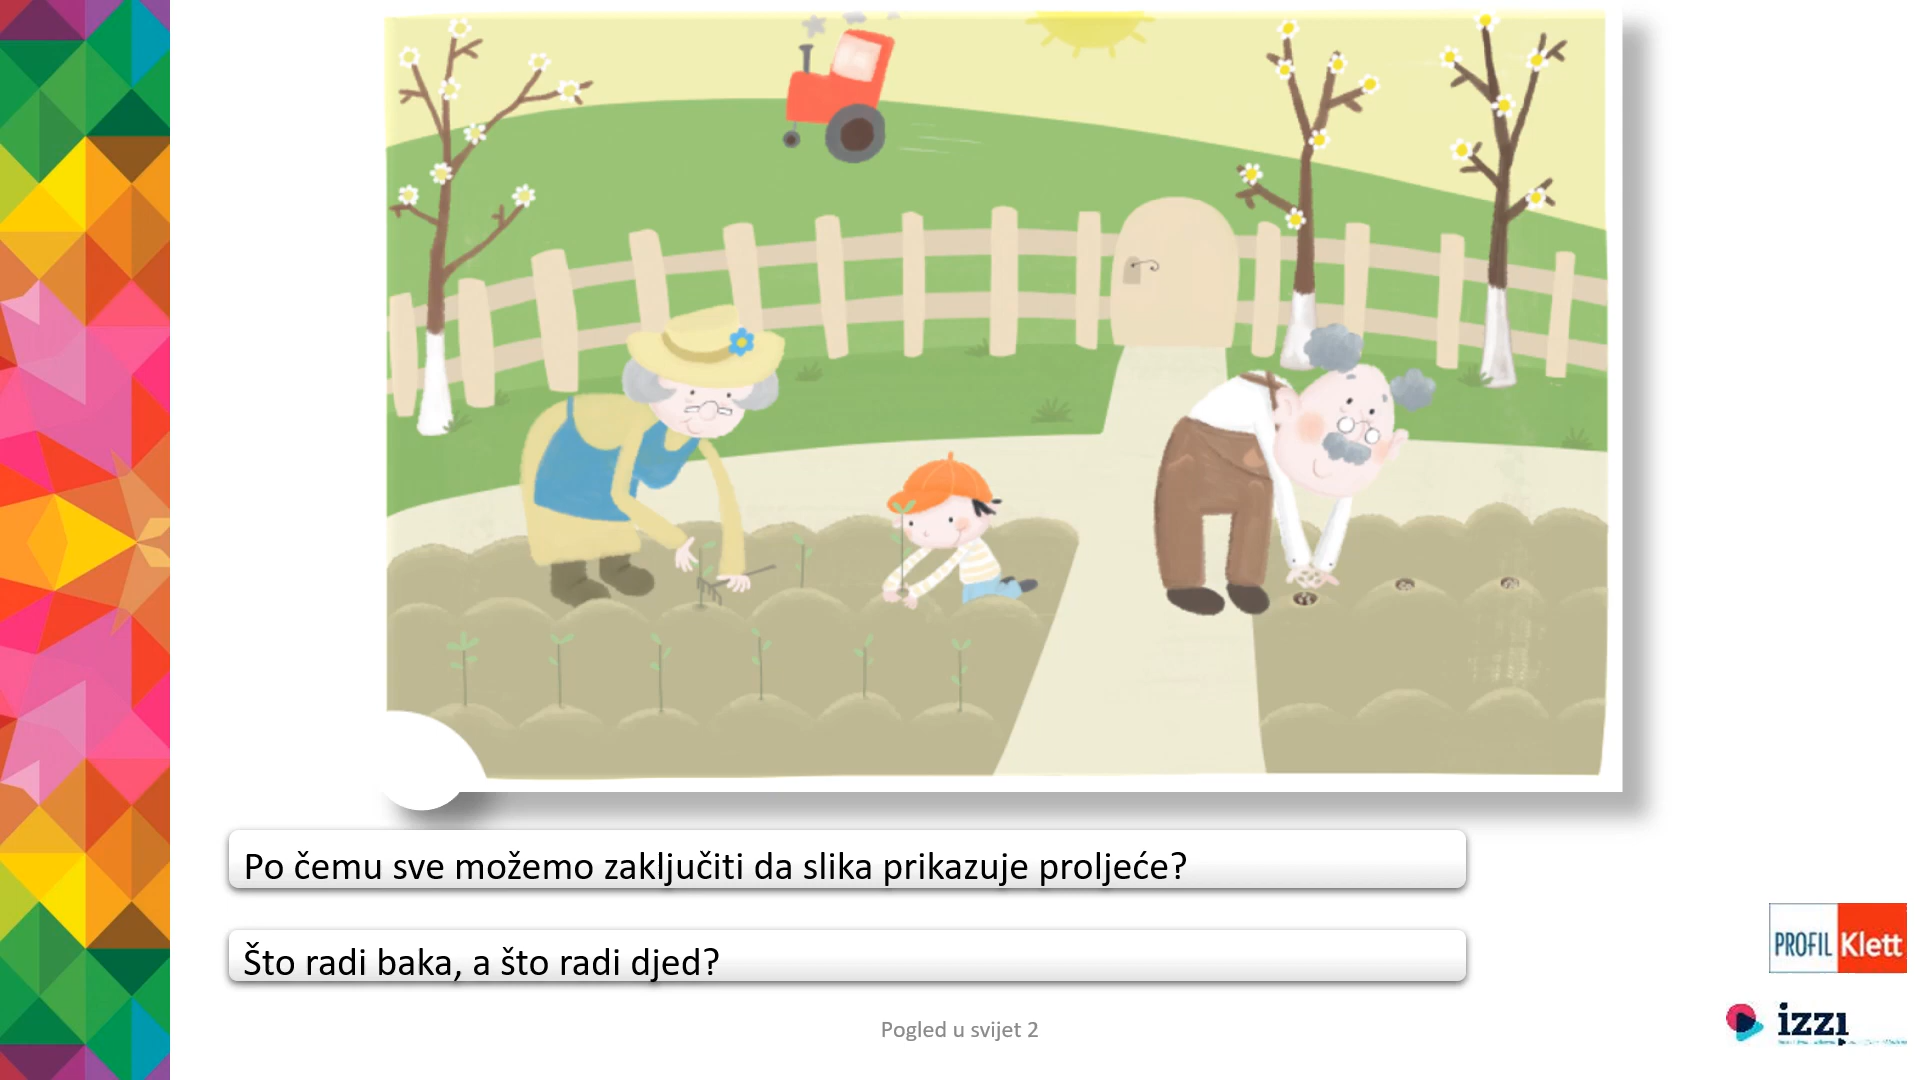 Po čemu sve možemo zaključiti da slika prikazuje proljeće?
Što radi baka, a što radi djed?
PROFIL Klett
Pogled u svijet 2
izzi